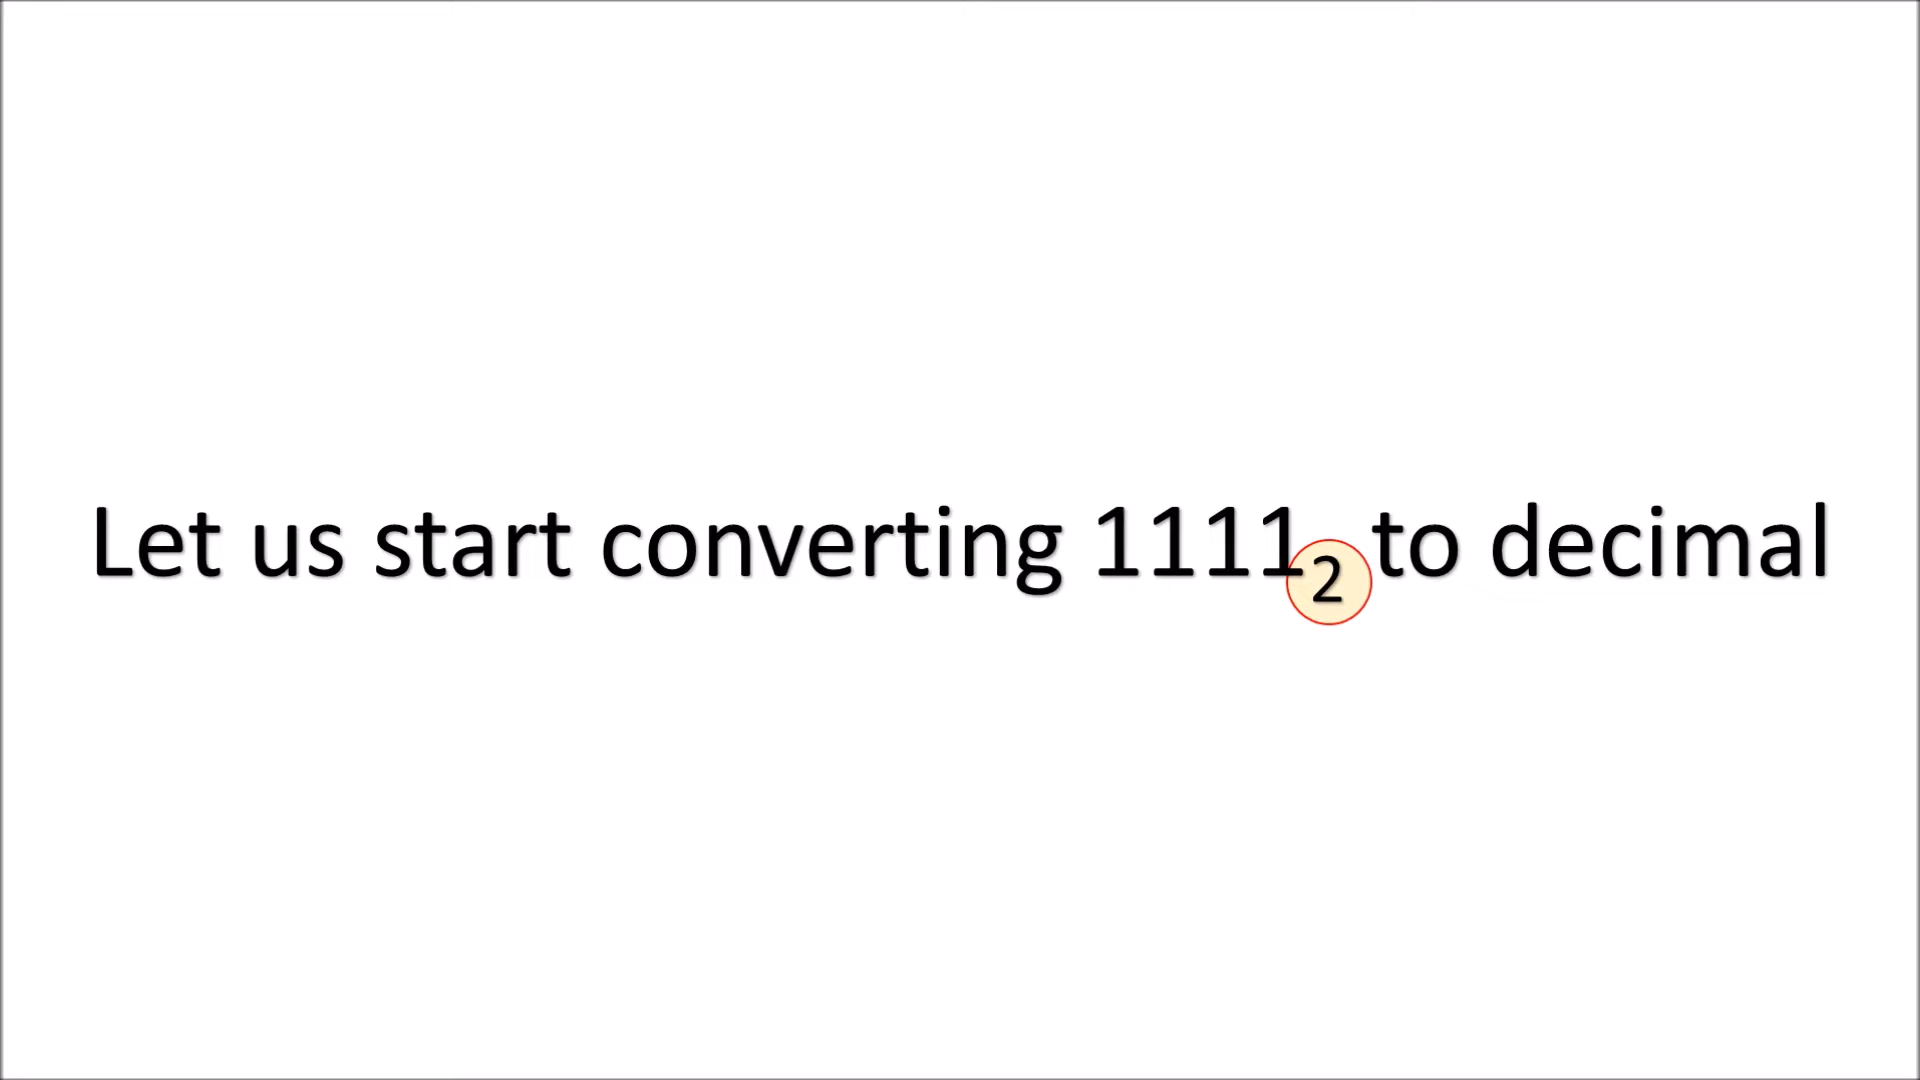 Let us start converting 1111₂ to decimal